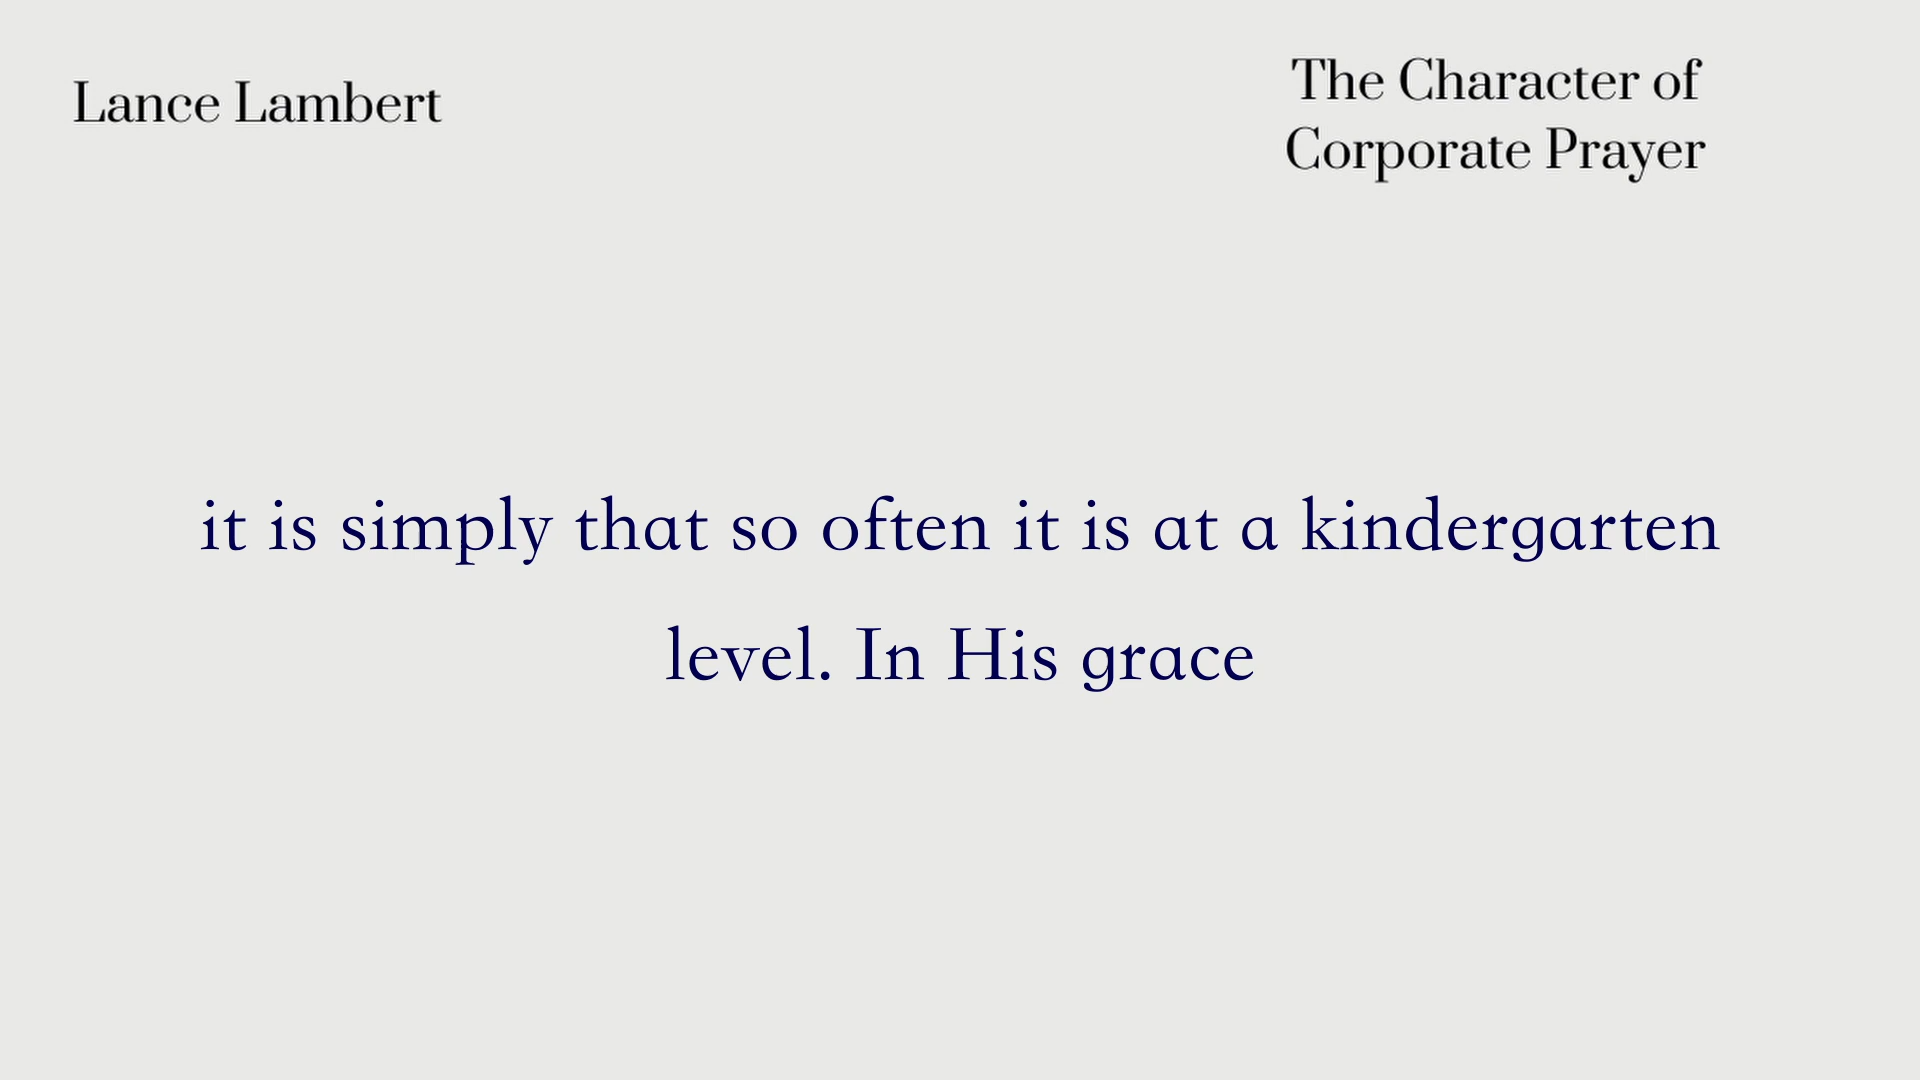 Lance Lambert
The Character of
Corporate Prayer
it is simply that so often it is at a kindergarten
level. In His grace